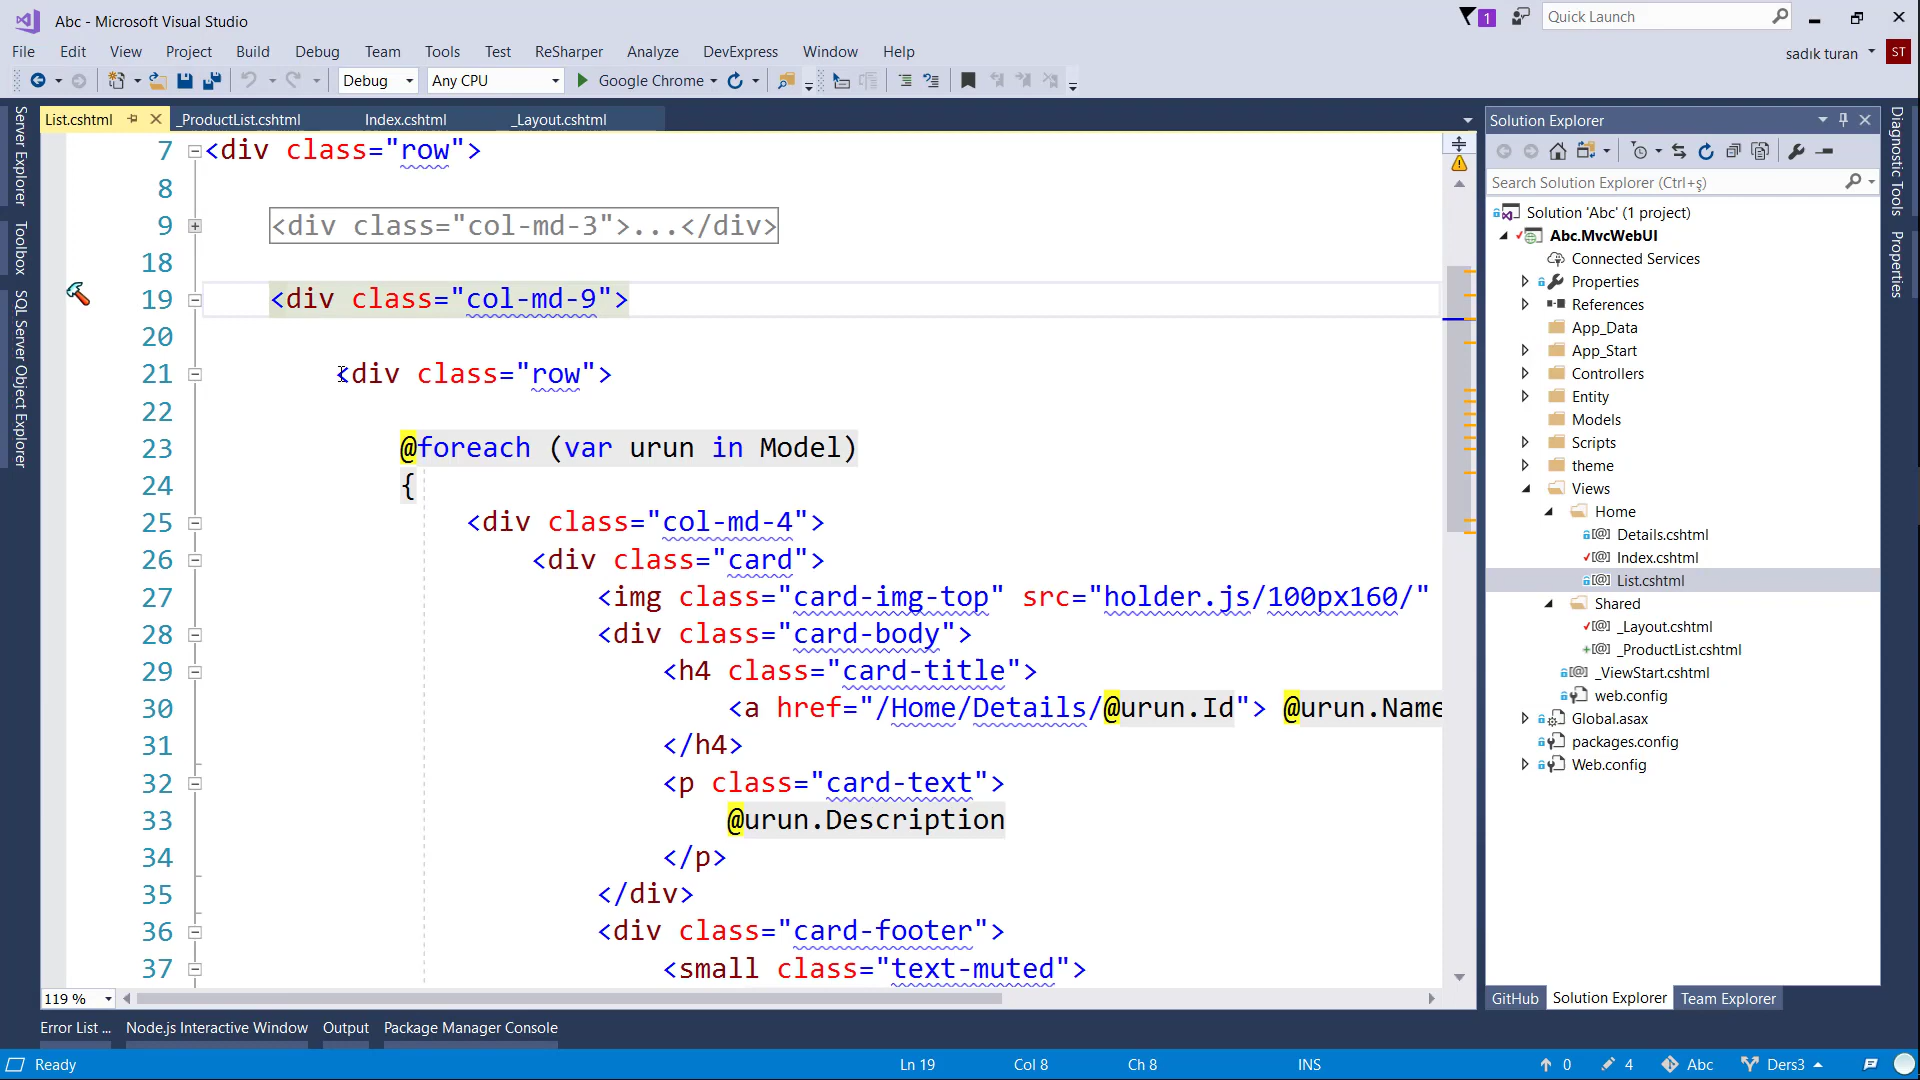 Abc - Microsoft Visual Studio
1
Quick Launch
File Edit View Project Build Debug Team Tools Test ReSharper Analyze DevExpress Window Help
sadık turan ST
Debug Any CPU Google Chrome
List.cshtml _ProductList.cshtml Index.cshtml _Layout.cshtml
Server Explorer
Toolbox
SQL Server Object Explorer
7 <div class="row">
8
9 <div class="col-md-3">...</div>
18
19 <div class="col-md-9">
20
21 <div class="row">
22
23 @foreach (var urun in Model)
24 {
25 <div class="col-md-4">
26 <div class="card">
27 <img class="card-img-top" src="holder.js/100px160/"
28 <div class="card-body">
29 <h4 class="card-title">
30 <a href="/Home/Details/@urun.Id"> @urun.Name
31 </h4>
32 <p class="card-text">
33 @urun.Description
34 </p>
35 </div>
36 <div class="card-footer">
37 <small class="text-muted">
119 %
Solution Explorer
Search Solution Explorer (Ctrl+ş)
Solution 'Abc' (1 project)
Abc.MvcWebUI
Connected Services
Properties
References
App_Data
App_Start
Controllers
Entity
Models
Scripts
theme
Views
Home
Details.cshtml
Index.cshtml
List.cshtml
Shared
_Layout.cshtml
_ProductList.cshtml
_ViewStart.cshtml
web.config
Global.asax
packages.config
Web.config
GitHub Solution Explorer Team Explorer
Diagnostic Tools
Properties
Error List ... Node.js Interactive Window Output Package Manager Console
Ready Ln 19 Col 8 Ch 8 INS 0 4 Abc Ders3